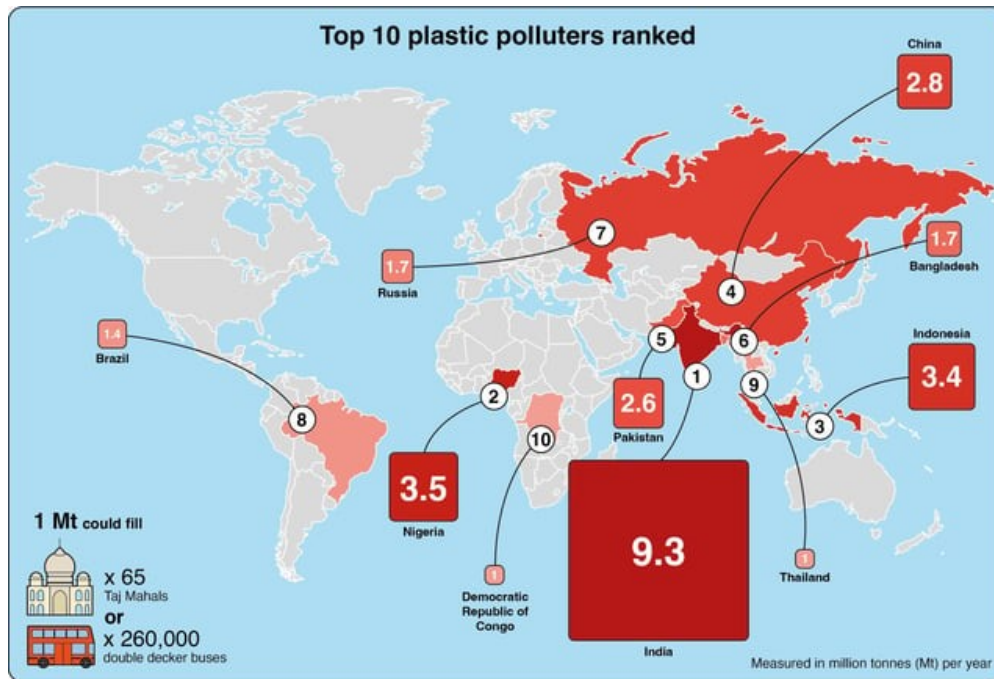 Top 10 plastic polluters ranked
China
2.8
7
1.7
Russia
1.7
Bangladesh
4
1.4
Brazil
5
6
Indonesia
3.4
2
1
9
8
3
2.6
Pakistan
10
3.5
Nigeria
9.3
India
1
Democratic
Republic of
Congo
1
Thailand
1 Mt could fill
x 65
Taj Mahals
or
x 260,000
double decker buses
Measured in million tonnes (Mt) per year